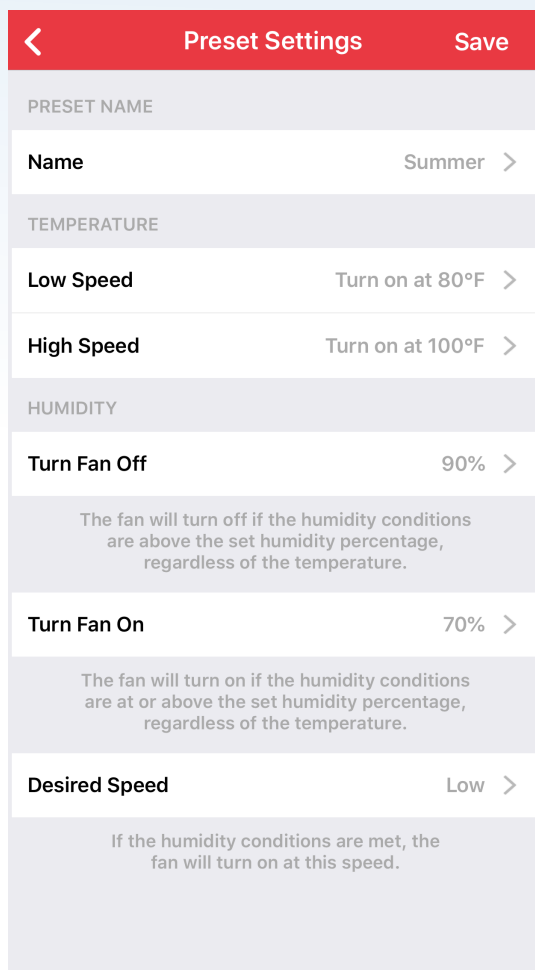 Preset Settings Save
PRESET NAME
Name Summer
TEMPERATURE
Low Speed Turn on at 80°F
High Speed Turn on at 100°F
HUMIDITY
Turn Fan Off 90%
The fan will turn off if the humidity conditions
are above the set humidity percentage,
regardless of the temperature.
Turn Fan On 70%
The fan will turn on if the humidity conditions
are at or above the set humidity percentage,
regardless of the temperature.
Desired Speed Low
If the humidity conditions are met, the
fan will turn on at this speed.